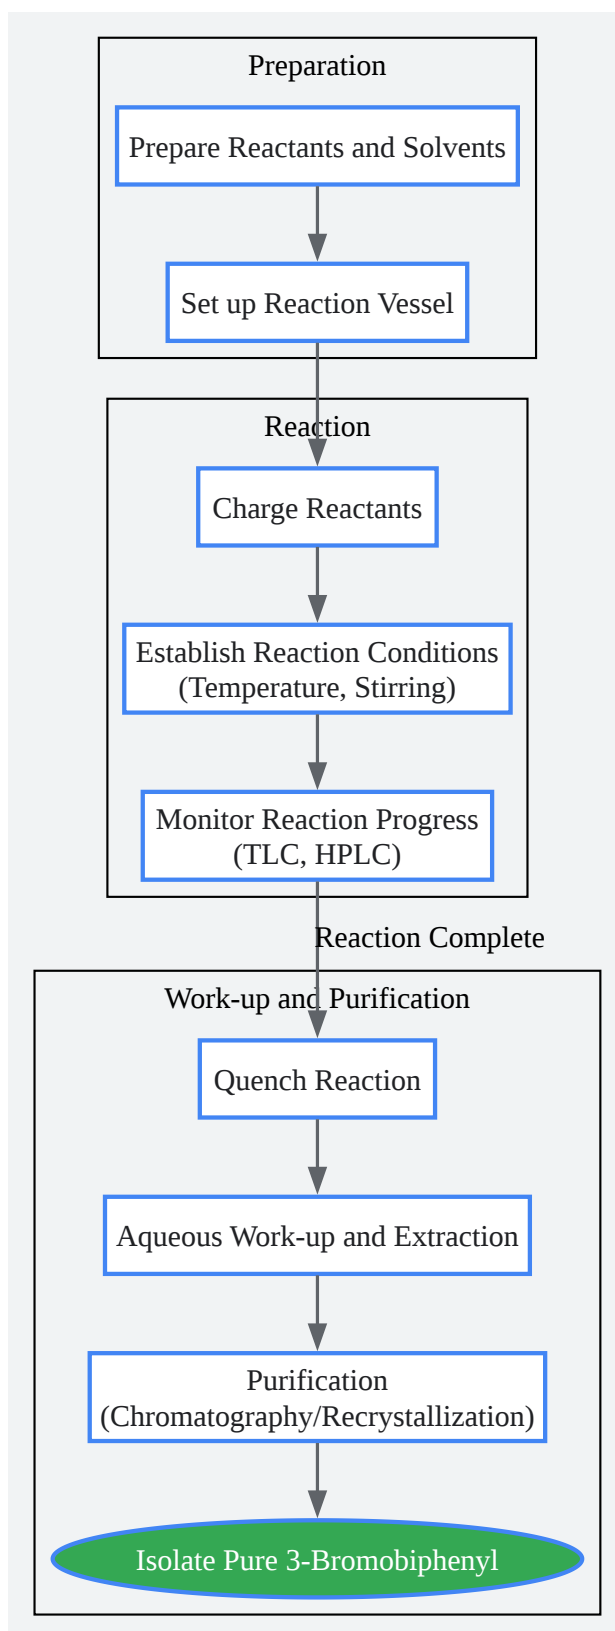 Preparation
Prepare Reactants and Solvents
Set up Reaction Vessel
Reaction
Charge Reactants
Establish Reaction Conditions
(Temperature, Stirring)
Monitor Reaction Progress
(TLC, HPLC)
Reaction Complete
Work-up and Purification
Quench Reaction
Aqueous Work-up and Extraction
Purification
(Chromatography/Recrystallization)
Isolate Pure 3-Bromobiphenyl